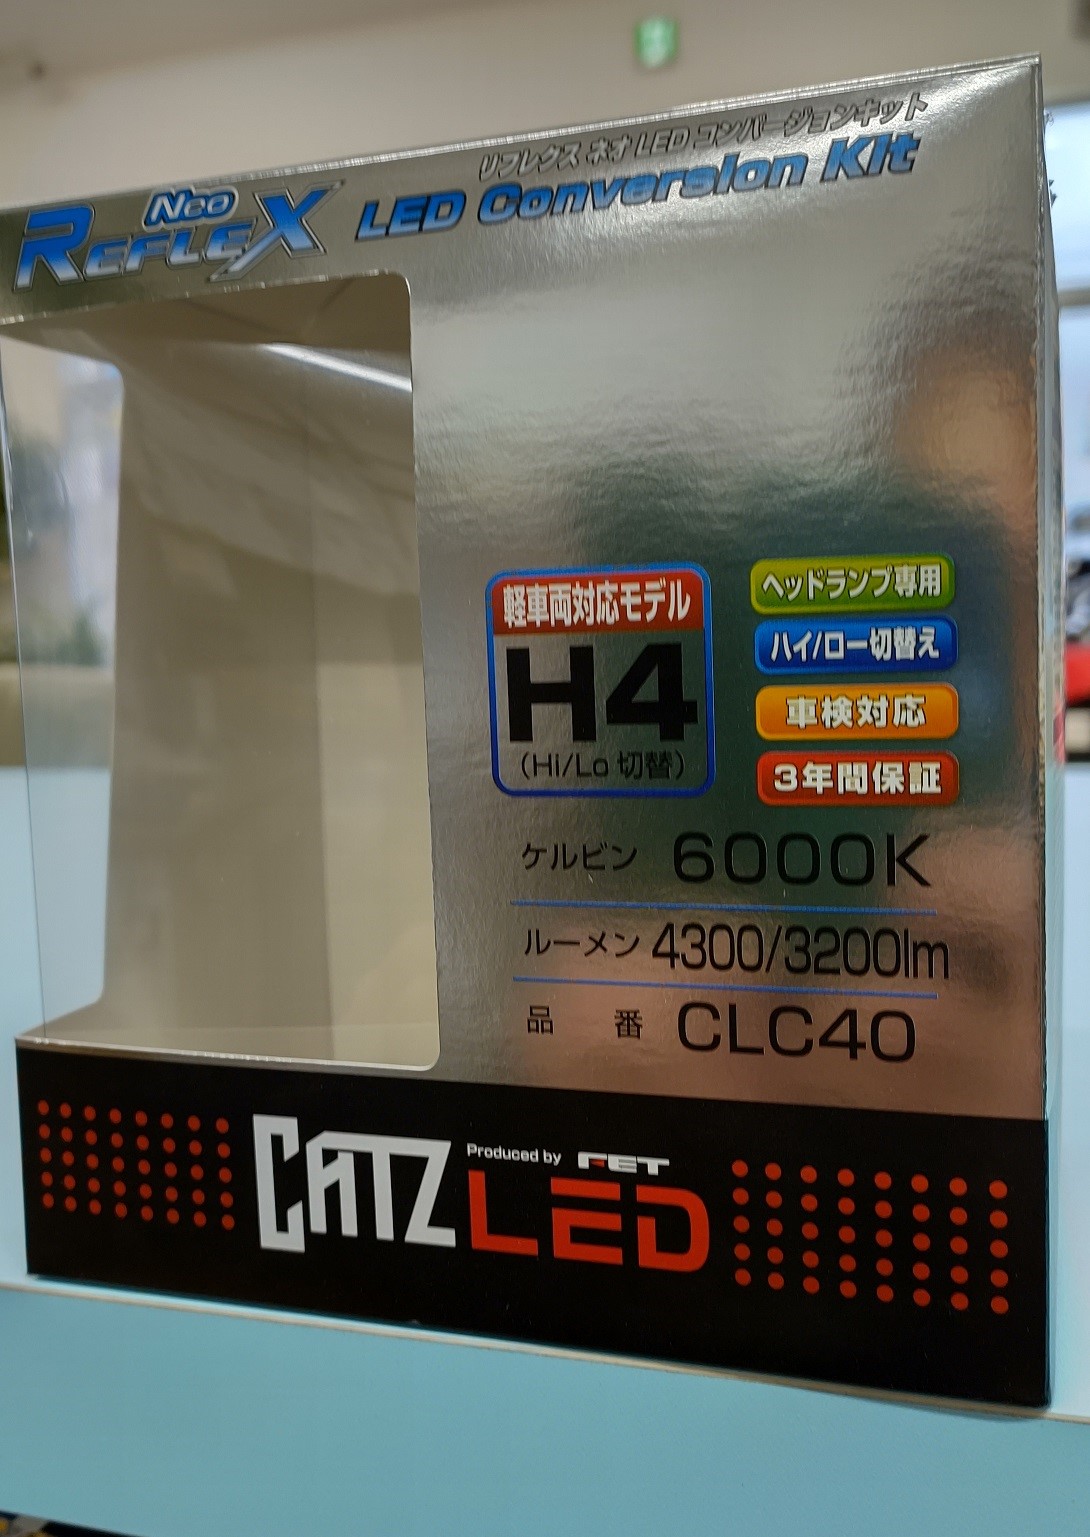 リフレクス ネオ LED コンバージョンキット
Neo
REFLEX LED Conversion Kit
軽車両対応モデル
H4
(Hi/Lo 切替)
ヘッドランプ専用
ハイ/ロー切替え
車検対応
3年間保証
ケルビン 6000K
ルーメン 4300/3200lm
品番 CLC40
CATZ
Produced by FET
LED